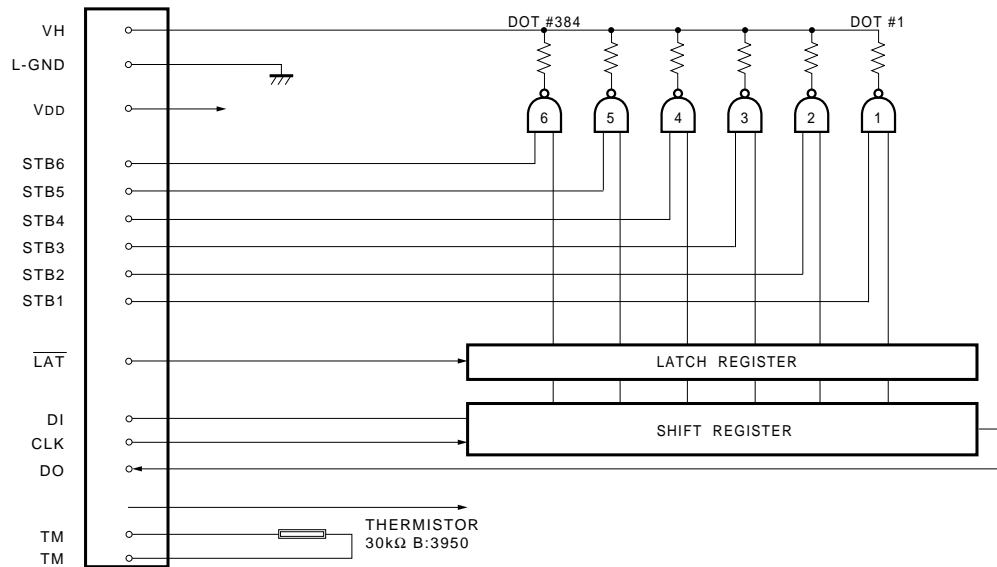 DOT #384
DOT #1
VH
L-GND
VDD
6
5
4
3
2
1
STB6
STB5
STB4
STB3
STB2
STB1
LAT
LATCH REGISTER
DI
SHIFT REGISTER
CLK
DO
THERMISTOR
30kΩ B:3950
TM
TM